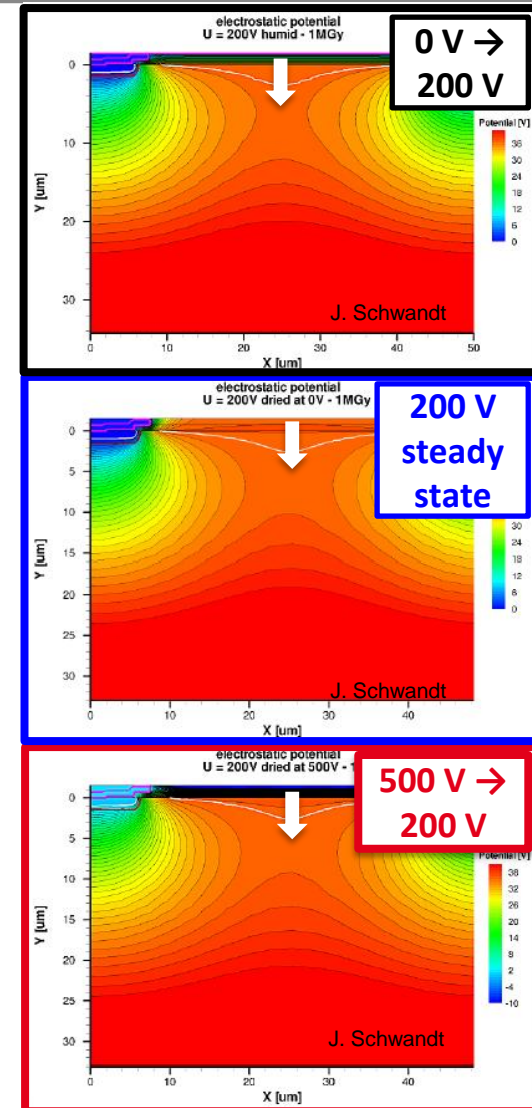 electrostatic potential
U = 200V humid - 1MGy
0 V →
200 V
Potential [V]
36
30
24
18
12
6
0
0
10
20
30
Y [um]
J. Schwandt
0
10
20
30
40
50
X [um]
electrostatic potential
U = 200V dried at 0V - 1MGy
200 V
steady
state
30
24
18
12
6
0
0
5
10
15
20
25
30
Y [um]
J. Schwandt
0
10
20
30
40
X [um]
electrostatic potential
U = 200V dried at 500V - 1
500 V →
200 V
Potential [V]
38
32
26
20
14
8
2
-4
-10
0
5
10
15
20
25
30
Y [um]
J. Schwandt
0
10
20
30
40
X [um]